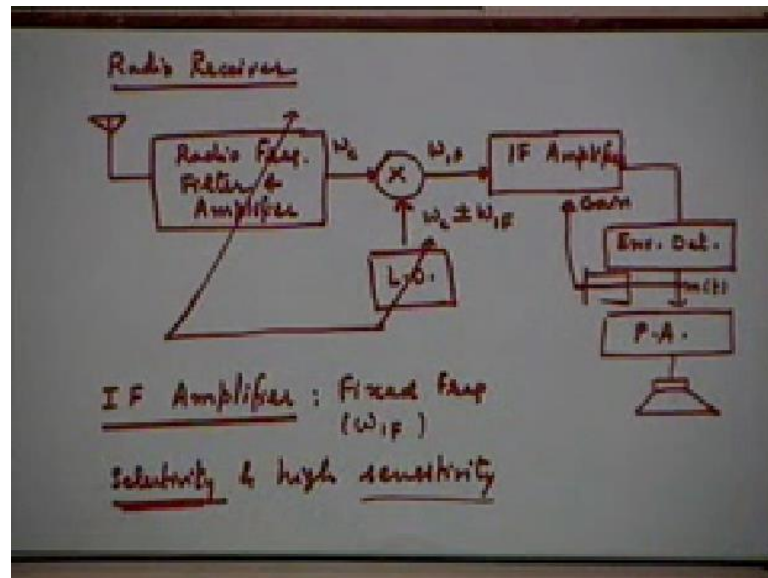 Radio Receiver
Radio Freq.
Filter &
Amplifier
ωc
X
ωIF
IF Amplifier
Gain
ωc ± ωIF
L.O.
Env. Det.
m(t)
P.A.
IF Amplifier : Fixed Freq
(ωIF)
Selectivity & high sensitivity